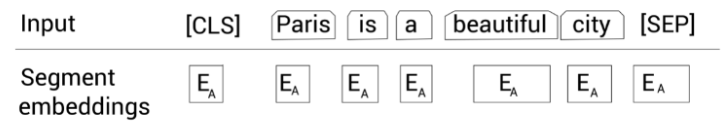 Input [CLS] Paris is a beautiful city [SEP]
Segment embeddings E_A E_A E_A E_A E_A E_A E_A